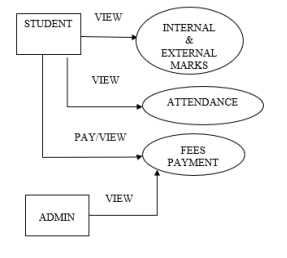 STUDENT
VIEW
INTERNAL
&
EXTERNAL
MARKS
VIEW
ATTENDANCE
PAY/VIEW
FEES
PAYMENT
VIEW
ADMIN